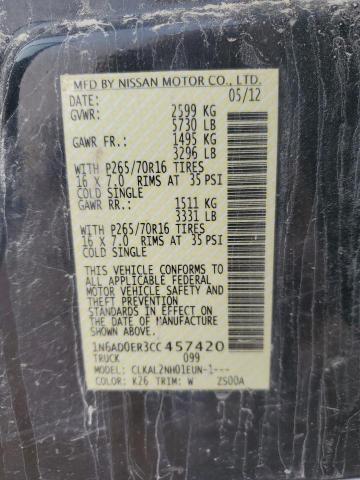 MFD BY NISSAN MOTOR CO., LTD.
DATE: 05/12
GVWR: 2599 KG
5730 LB
GAWR FR.: 1495 KG
3296 LB
WITH P265/70R16 TIRES
16 X 7.0 RIMS AT 35 PSI
COLD SINGLE
GAWR RR.: 1511 KG
3331 LB
WITH P265/70R16 TIRES
16 X 7.0 RIMS AT 35 PSI
COLD SINGLE
THIS VEHICLE CONFORMS TO
ALL APPLICABLE FEDERAL
MOTOR VEHICLE SAFETY AND
THEFT PREVENTION
STANDARDS IN EFFECT ON
THE DATE OF MANUFACTURE
SHOWN ABOVE.
1N6AD0ER3CC 457420
TRUCK 099
MODEL: CLKAL2NH01EUN-1---
COLOR: K26 TRIM: W ZS00A